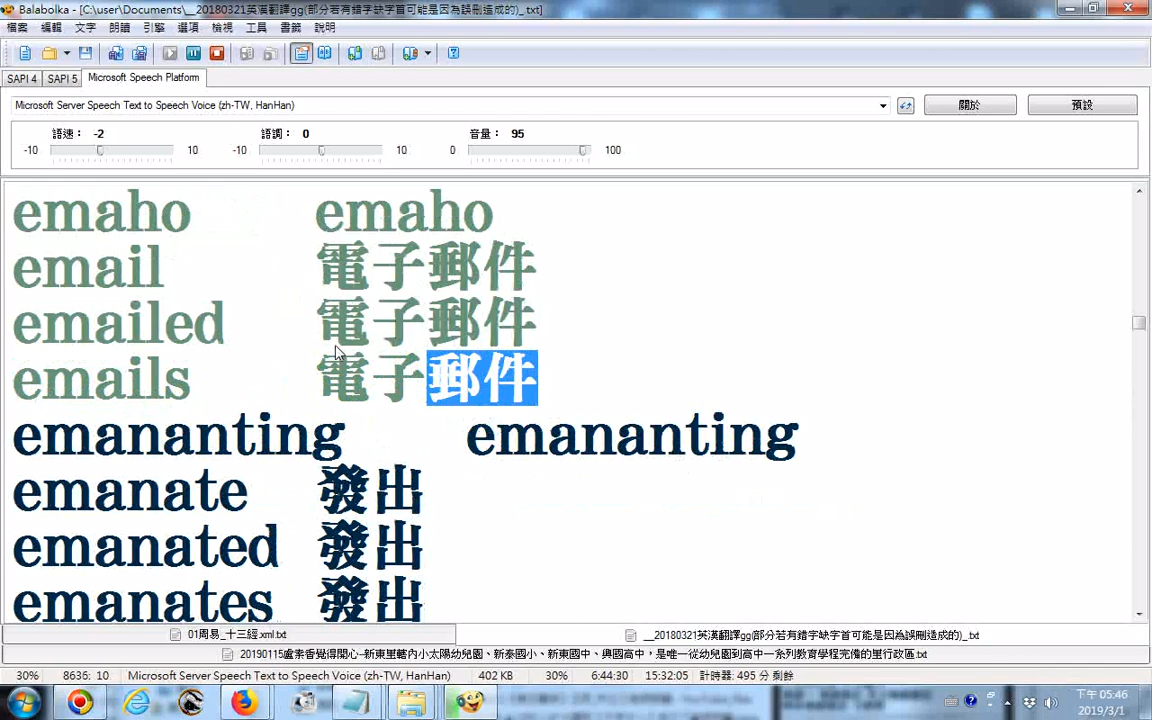 Balabolka - [C:\user\Documents\__20180321英漢翻譯gg(部分若有錯字缺字首可能是因為誤刪造成的)_.txt]
檔案 編輯 文字 朗讀 引擎 選項 檢視 工具 書籤 說明
SAPI 4 SAPI 5 Microsoft Speech Platform
Microsoft Server Speech Text to Speech Voice (zh-TW, HanHan) 關於 預設
語速： -2 語調： 0 音量： 95
-10 10 -10 10 0 100
emaho emaho
email 電子郵件
emailed 電子郵件
emails 電子郵件
emananting emananting
emanate 發出
emanated 發出
emanates 發出
01周易_十三經.xml.txt __20180321英漢翻譯gg(部分若有錯字缺字首可能是因為誤刪造成的)_.txt
20190115盧素香覺得開心-新東里轄內小太陽幼兒園、新泰國小、新東國中、興國高中，是唯一從幼兒園到高中一系列教育學程完備的里行政區.txt
30% 8636: 10 Microsoft Server Speech Text to Speech Voice (zh-TW, HanHan) 402 KB 30% 6:44:30 15:32:05 計時器: 495 分 剩餘
下午 05:46
2019/3/1